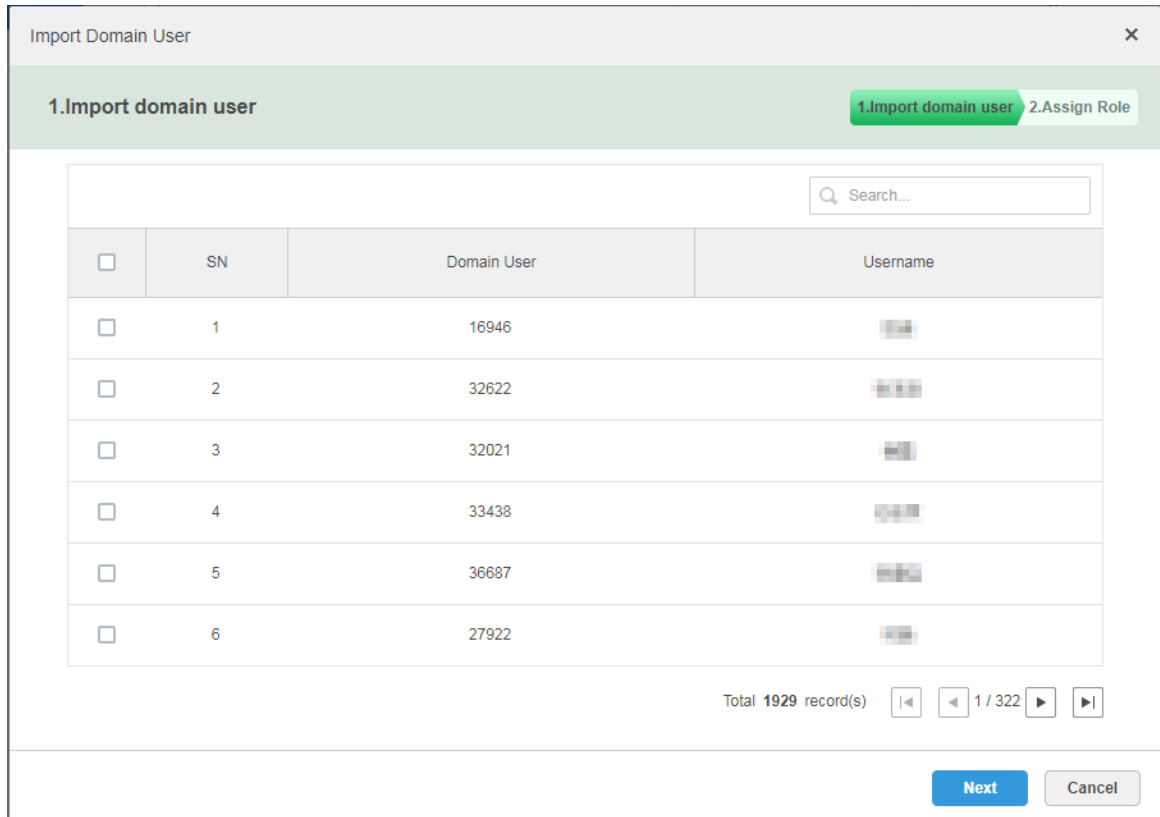 Import Domain User
1.Import domain user
1.Import domain user 2.Assign Role
Search...
SN Domain User Username
1 16946
2 32622
3 32021
4 33438
5 36687
6 27922
Total 1929 record(s) 1 / 322
Next Cancel